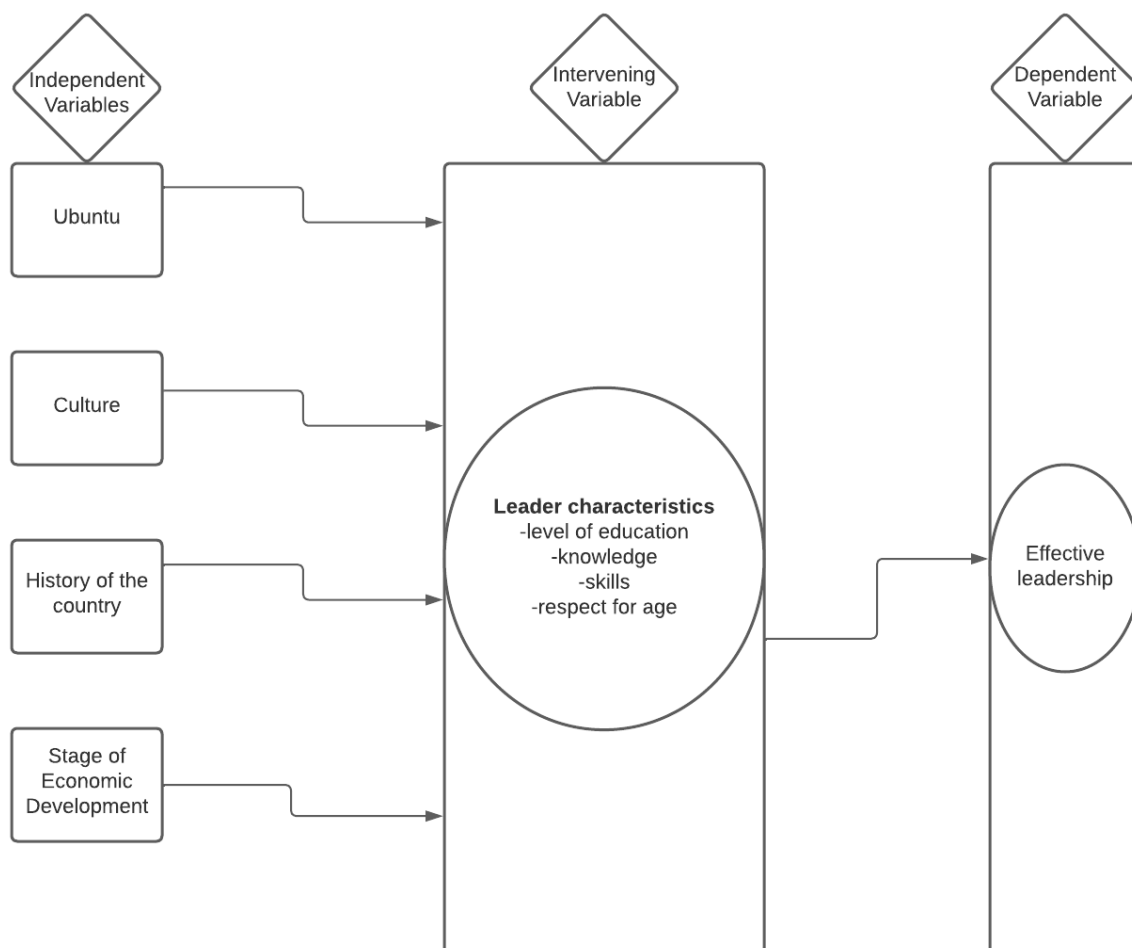 Independent
Variables
Intervening
Variable
Dependent
Variable
Ubuntu
Culture
History of the
country
Stage of
Economic
Development
Leader characteristics
-level of education
-knowledge
-skills
-respect for age
Effective
leadership